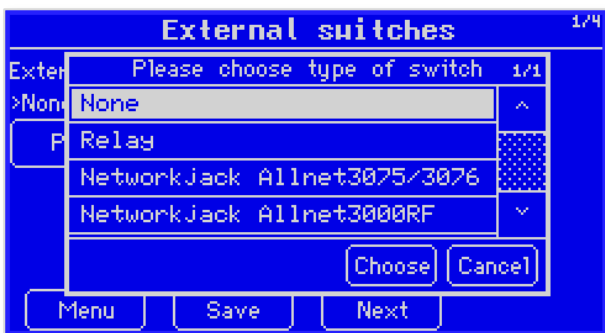 External switches 1/4
Exter
Please choose type of switch 1/1
>Non
None
P
Relay
Networkjack Allnet3075/3076
Networkjack Allnet3000RF
Choose Cancel
Menu Save Next